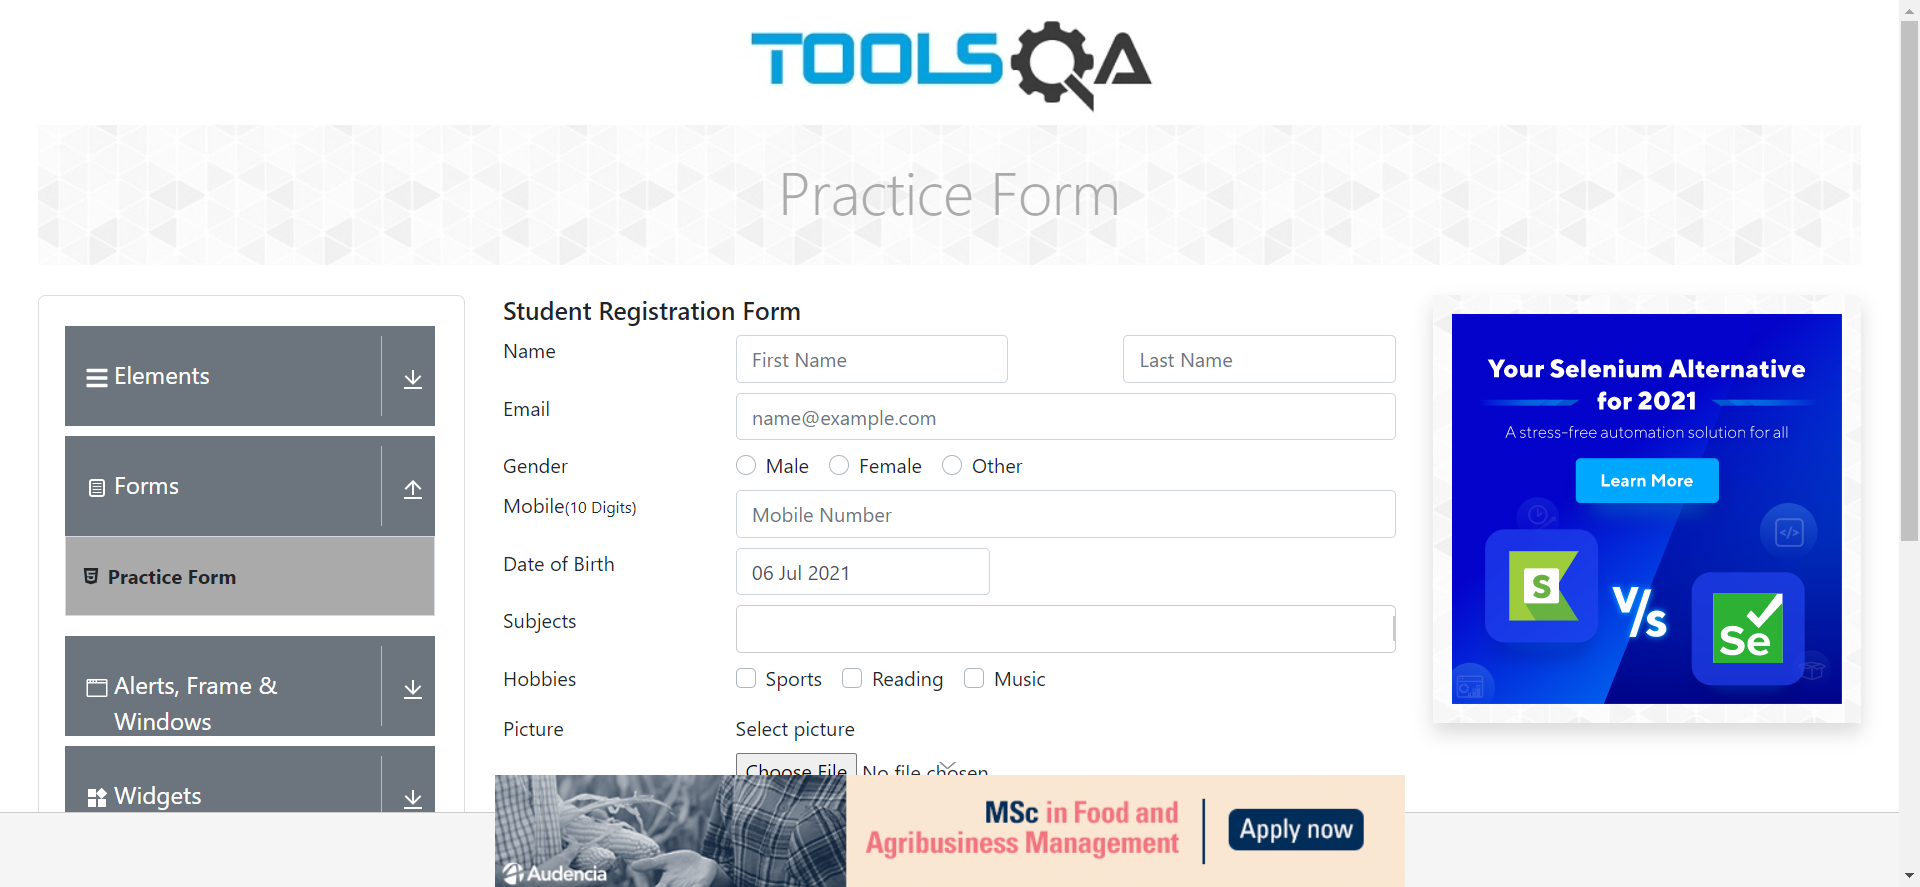 TOOLSQA
Practice Form
Elements
Forms
Practice Form
Alerts, Frame &
Windows
Widgets
Student Registration Form
Name
First Name
Last Name
Email
name@example.com
Gender
Male
Female
Other
Mobile(10 Digits)
Mobile Number
Date of Birth
06 Jul 2021
Subjects
Hobbies
Sports
Reading
Music
Picture
Select picture
Choose File
No file chosen
Your Selenium Alternative
for 2021
A stress-free automation solution for all
Learn More
</>
S
V/s
Se
Audencia
MSc in Food and
Agribusiness Management
Apply now